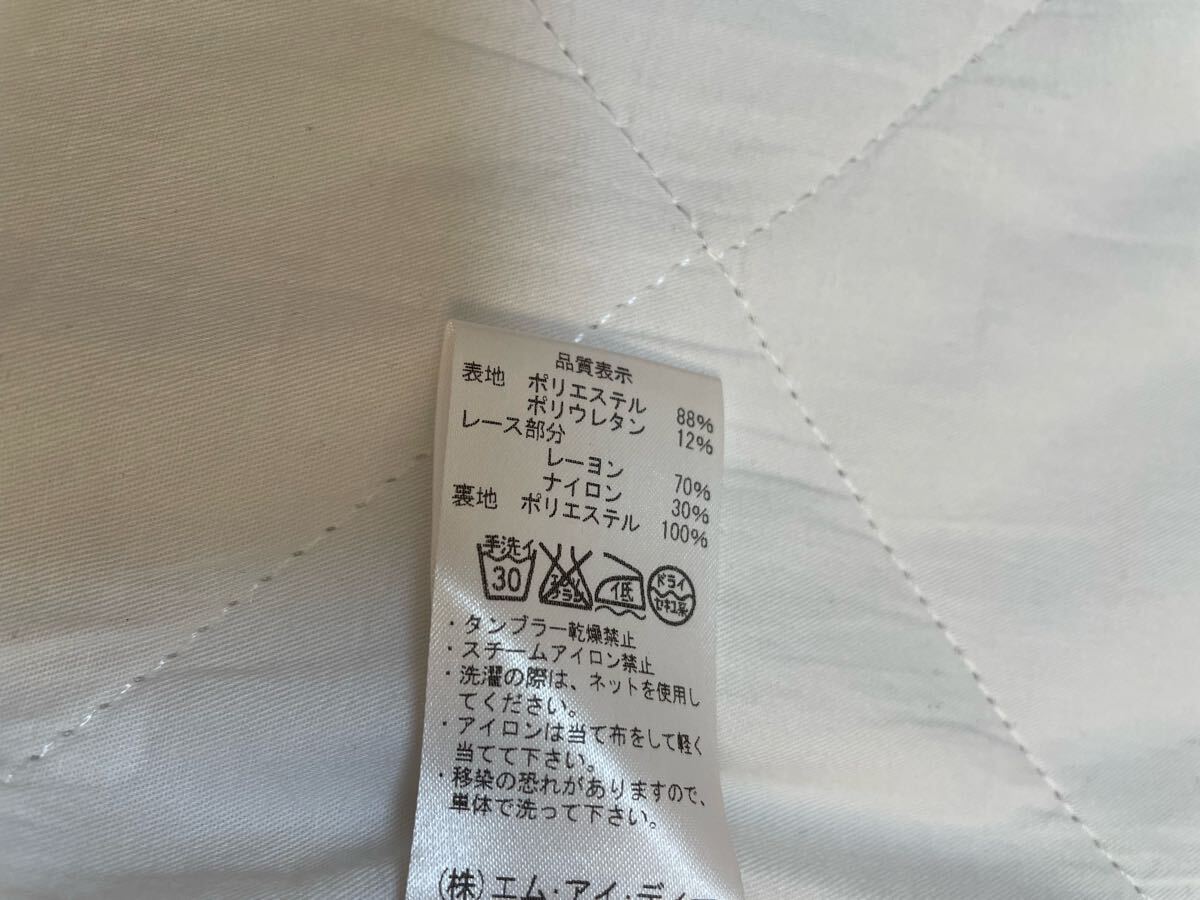 品質表示
表地 ポリエステル 88%
ポリウレタン 12%
レース部分
レーヨン 70%
ナイロン 30%
裏地 ポリエステル 100%
手洗イ
30
エンソ
サラシ
低
ドライ
セキユ系
・タンブラー乾燥禁止
・スチームアイロン禁止
・洗濯の際は、ネットを使用し
てください。
・アイロンは当て布をして軽く
当てて下さい。
・移染の恐れがありますので、
単体で洗って下さい。
(株)エム・アイ・ディ